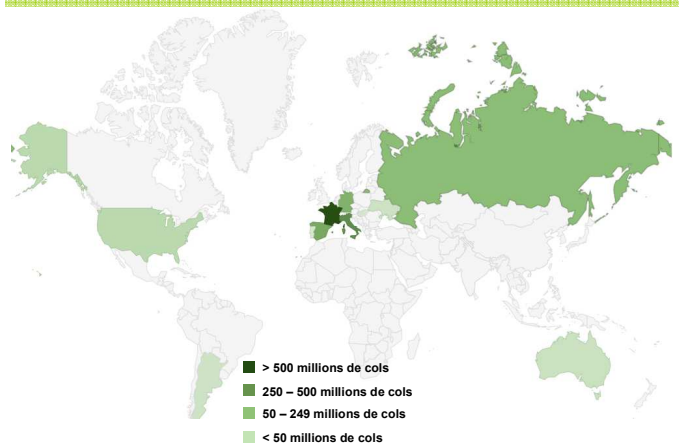 > 500 millions de cols
250 – 500 millions de cols
50 – 249 millions de cols
< 50 millions de cols